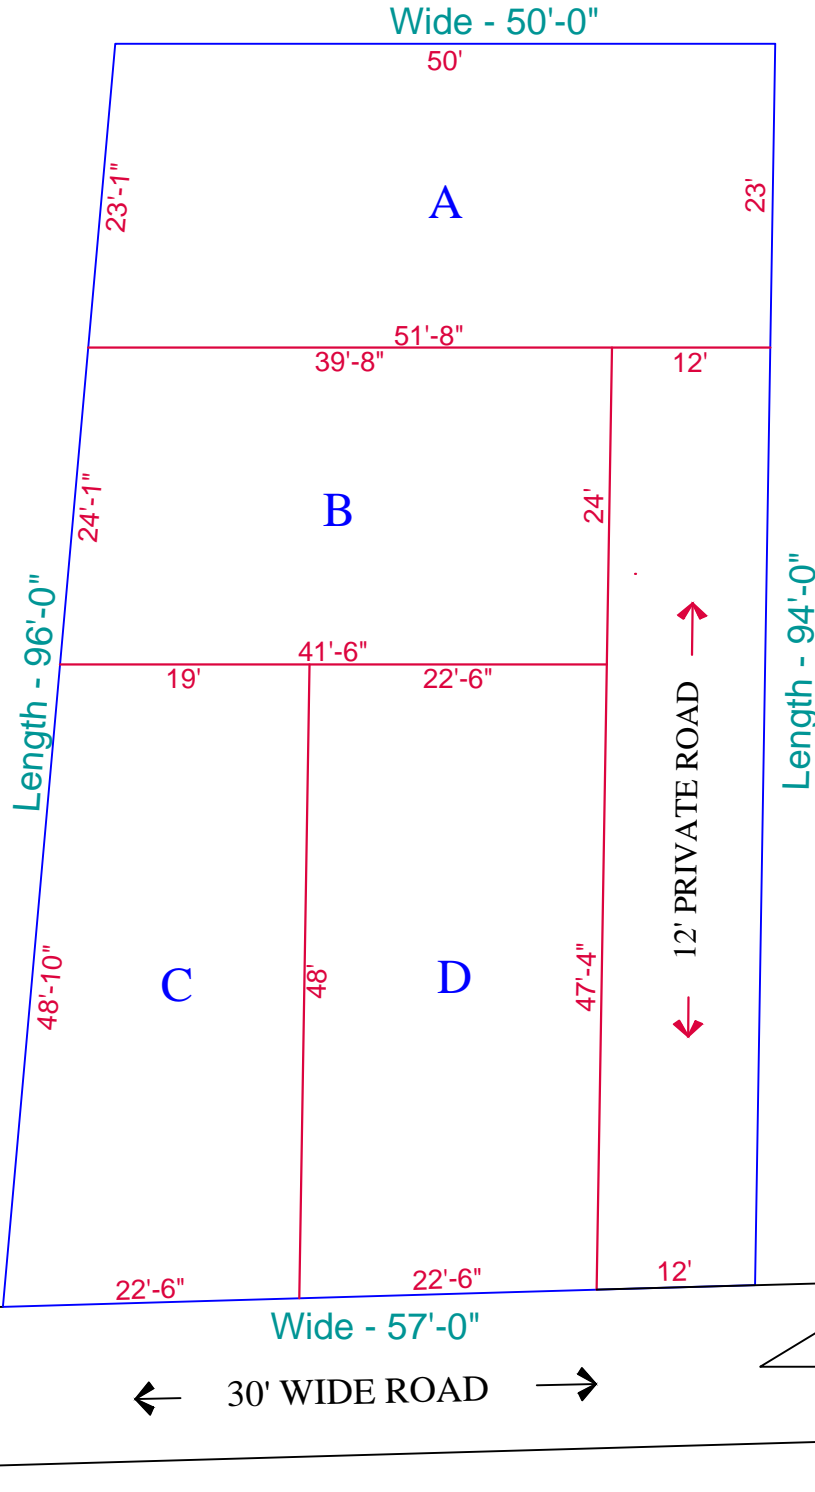 Wide - 50'-0"
50'
23'-1"
A
23'
51'-8"
39'-8"
12'
24'-1"
B
24'
Length - 96'-0"
Length - 94'-0"
41'-6"
19'
22'-6"
12' PRIVATE ROAD
48'-10"
C
48'
D
47'-4"
22'-6"
22'-6"
12'
Wide - 57'-0"
30' WIDE ROAD